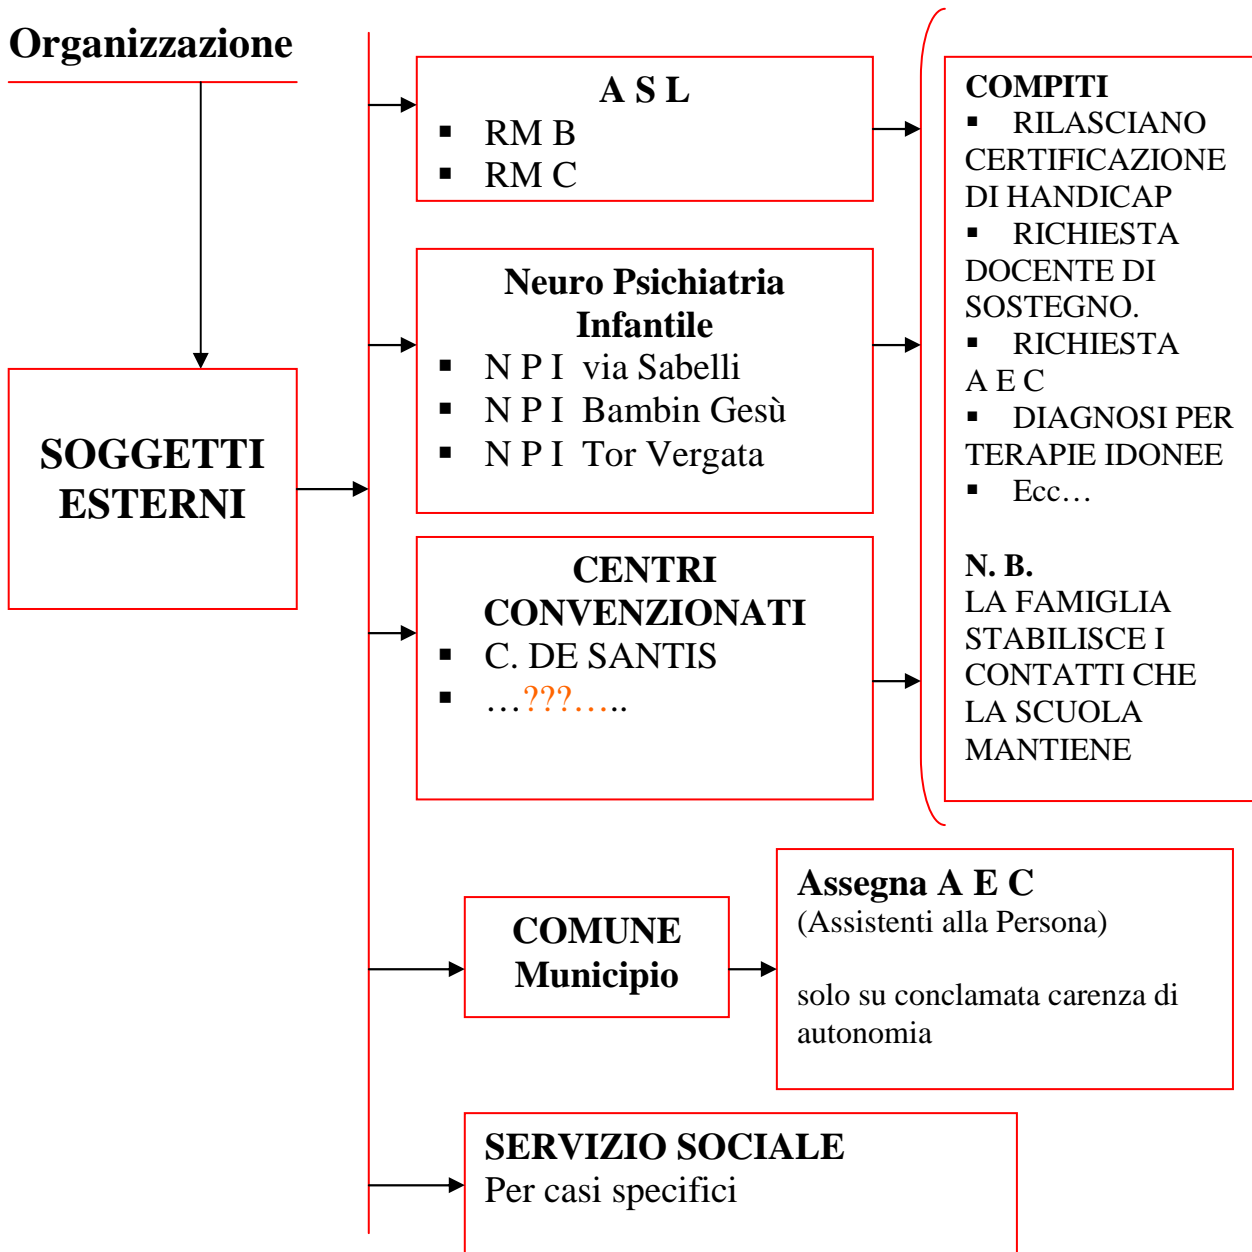 Organizzazione
SOGGETTI
ESTERNI
A S L
▪ RM B
▪ RM C
Neuro Psichiatria
Infantile
▪ N P I via Sabelli
▪ N P I Bambin Gesù
▪ N P I Tor Vergata
CENTRI
CONVENZIONATI
▪ C. DE SANTIS
▪ …???…..
COMPITI
▪ RILASCIANO
CERTIFICAZIONE
DI HANDICAP
▪ RICHIESTA
DOCENTE DI
SOSTEGNO.
▪ RICHIESTA
A E C
▪ DIAGNOSI PER
TERAPIE IDONEE
▪ Ecc…
N. B.
LA FAMIGLIA
STABILISCE I
CONTATTI CHE
LA SCUOLA
MANTIENE
COMUNE
Municipio
Assegna A E C
(Assistenti alla Persona)
solo su conclamata carenza di
autonomia
SERVIZIO SOCIALE
Per casi specifici